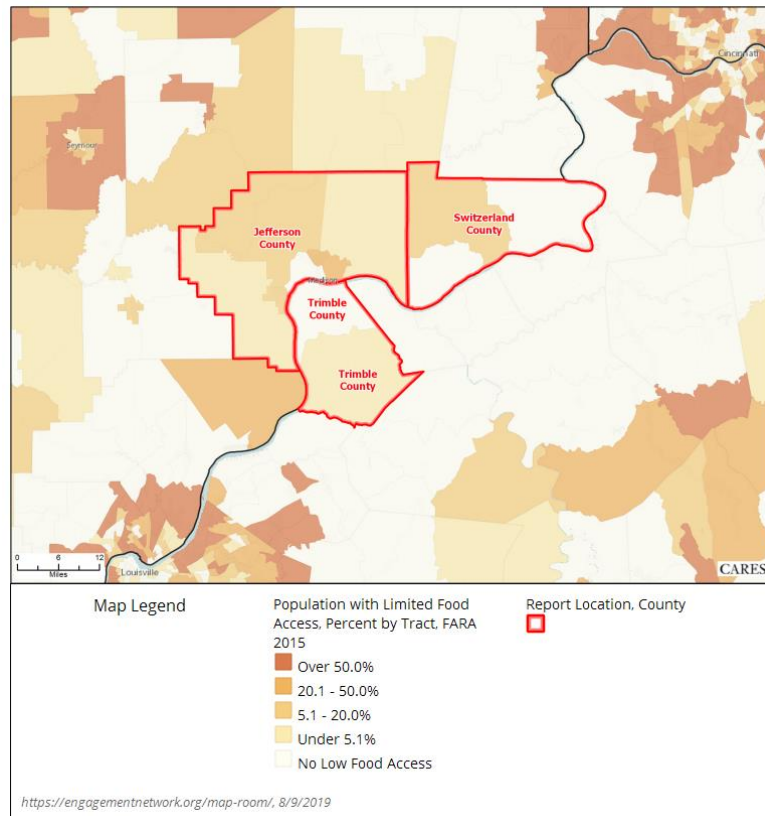 Cincinnati
Seymour
Jefferson
County
Switzerland
County
Madison
Trimble
County
Trimble
County
0 6 12
Miles
Louisville
CARES
Map Legend
Population with Limited Food
Access, Percent by Tract, FARA
2015
Over 50.0%
20.1 - 50.0%
5.1 - 20.0%
Under 5.1%
No Low Food Access
Report Location, County
https://engagementnetwork.org/map-room/, 8/9/2019